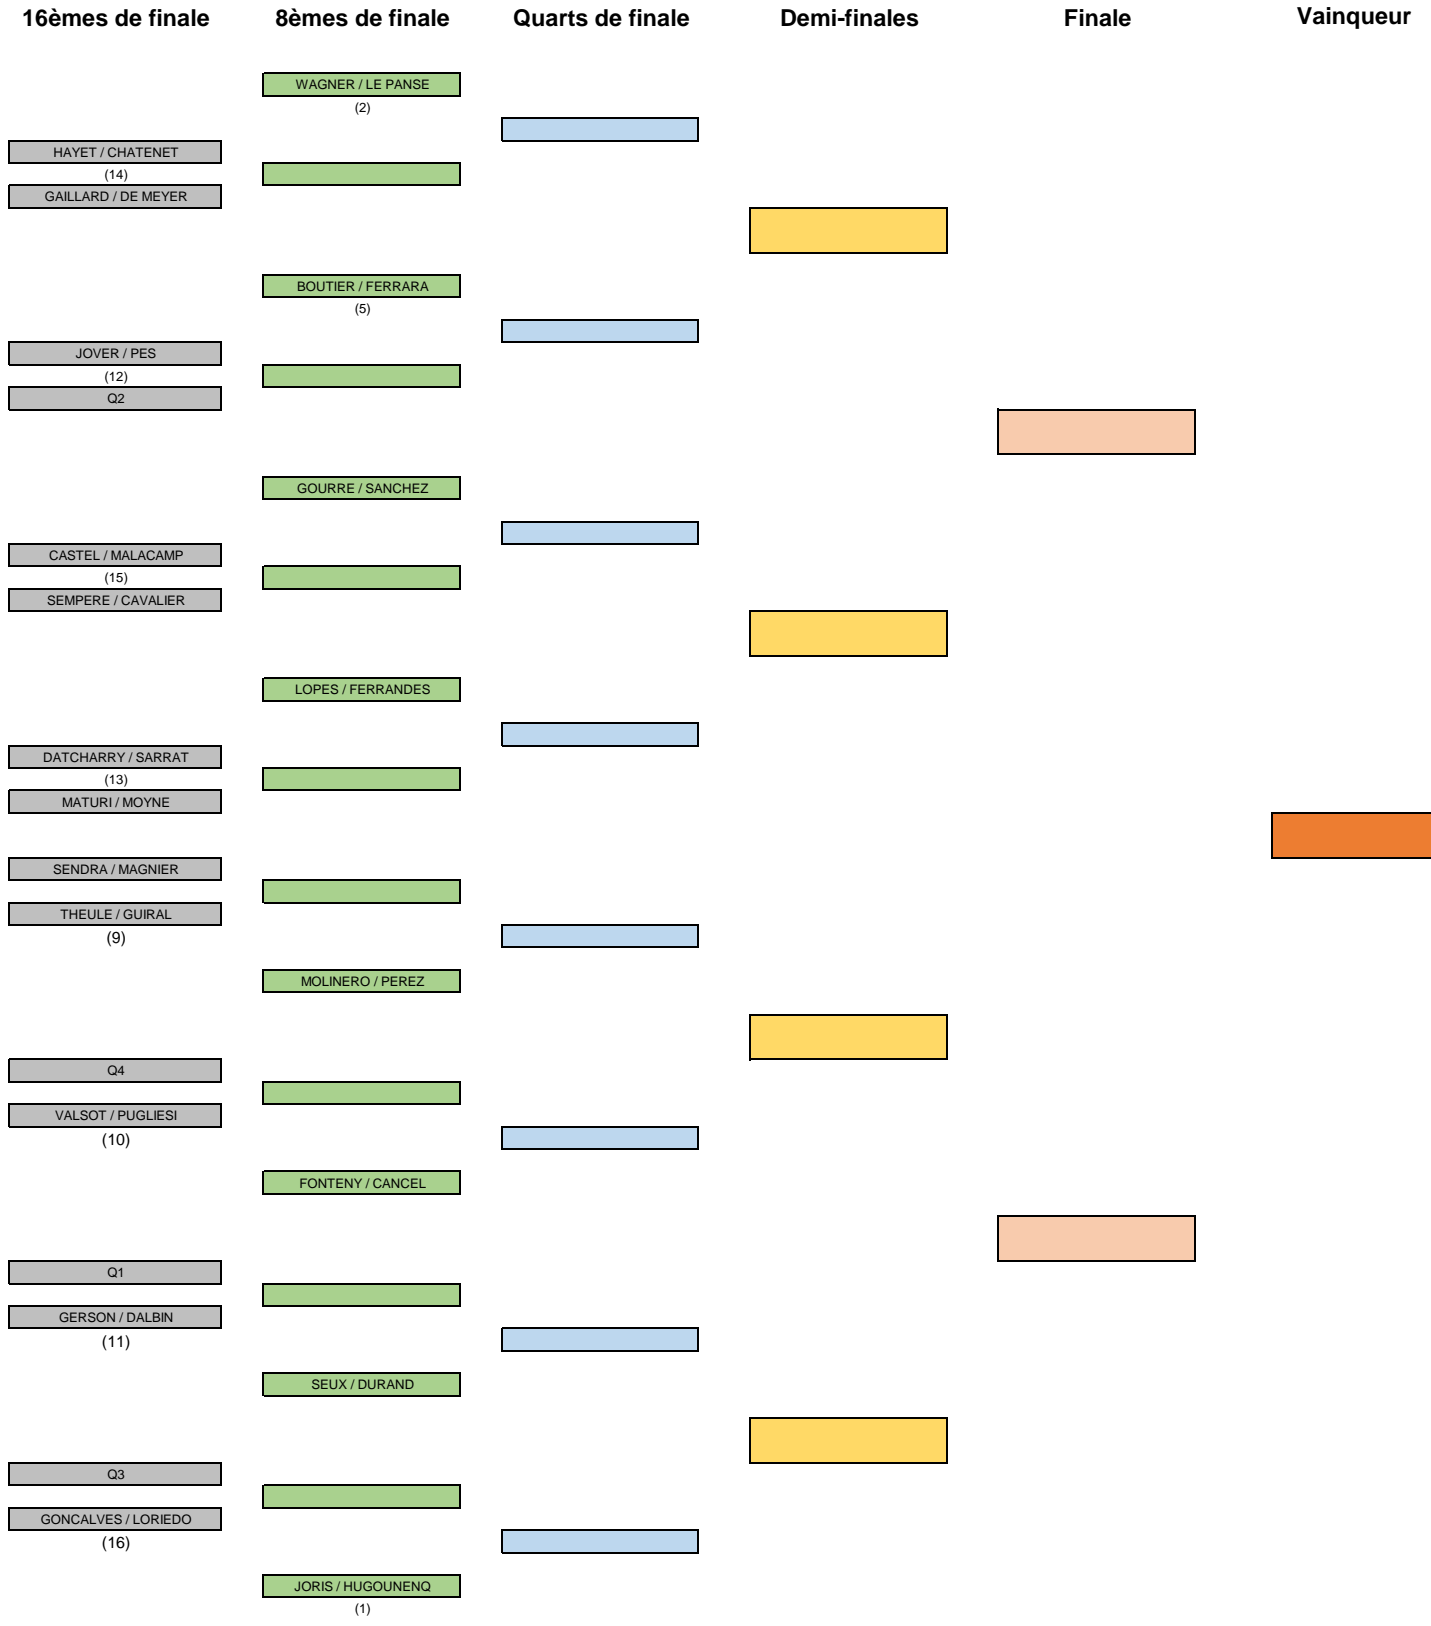 16èmes de finale
8èmes de finale
Quarts de finale
Demi-finales
Finale
Vainqueur
WAGNER / LE PANSE
(2)
HAYET / CHATENET
(14)
GAILLARD / DE MEYER
BOUTIER / FERRARA
(5)
JOVER / PES
(12)
Q2
GOURRE / SANCHEZ
CASTEL / MALACAMP
(15)
SEMPERE / CAVALIER
LOPES / FERRANDES
DATCHARRY / SARRAT
(13)
MATURI / MOYNE
SENDRA / MAGNIER
THEULE / GUIRAL
(9)
MOLINERO / PEREZ
Q4
VALSOT / PUGLIESI
(10)
FONTENY / CANCEL
Q1
GERSON / DALBIN
(11)
SEUX / DURAND
Q3
GONCALVES / LORIEDO
(16)
JORIS / HUGOUNENQ
(1)